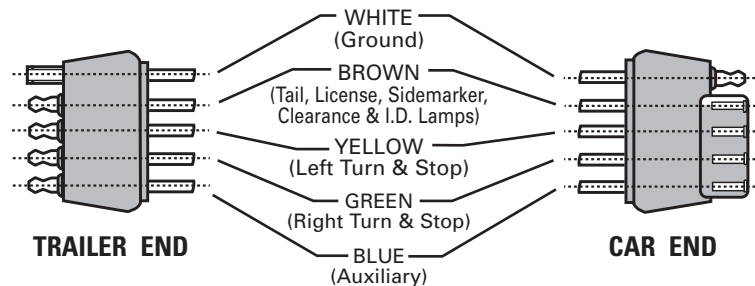 WHITE
(Ground)
BROWN
(Tail, License, Sidemarker,
Clearance & I.D. Lamps)
YELLOW
(Left Turn & Stop)
GREEN
(Right Turn & Stop)
BLUE
(Auxiliary)
TRAILER END
CAR END